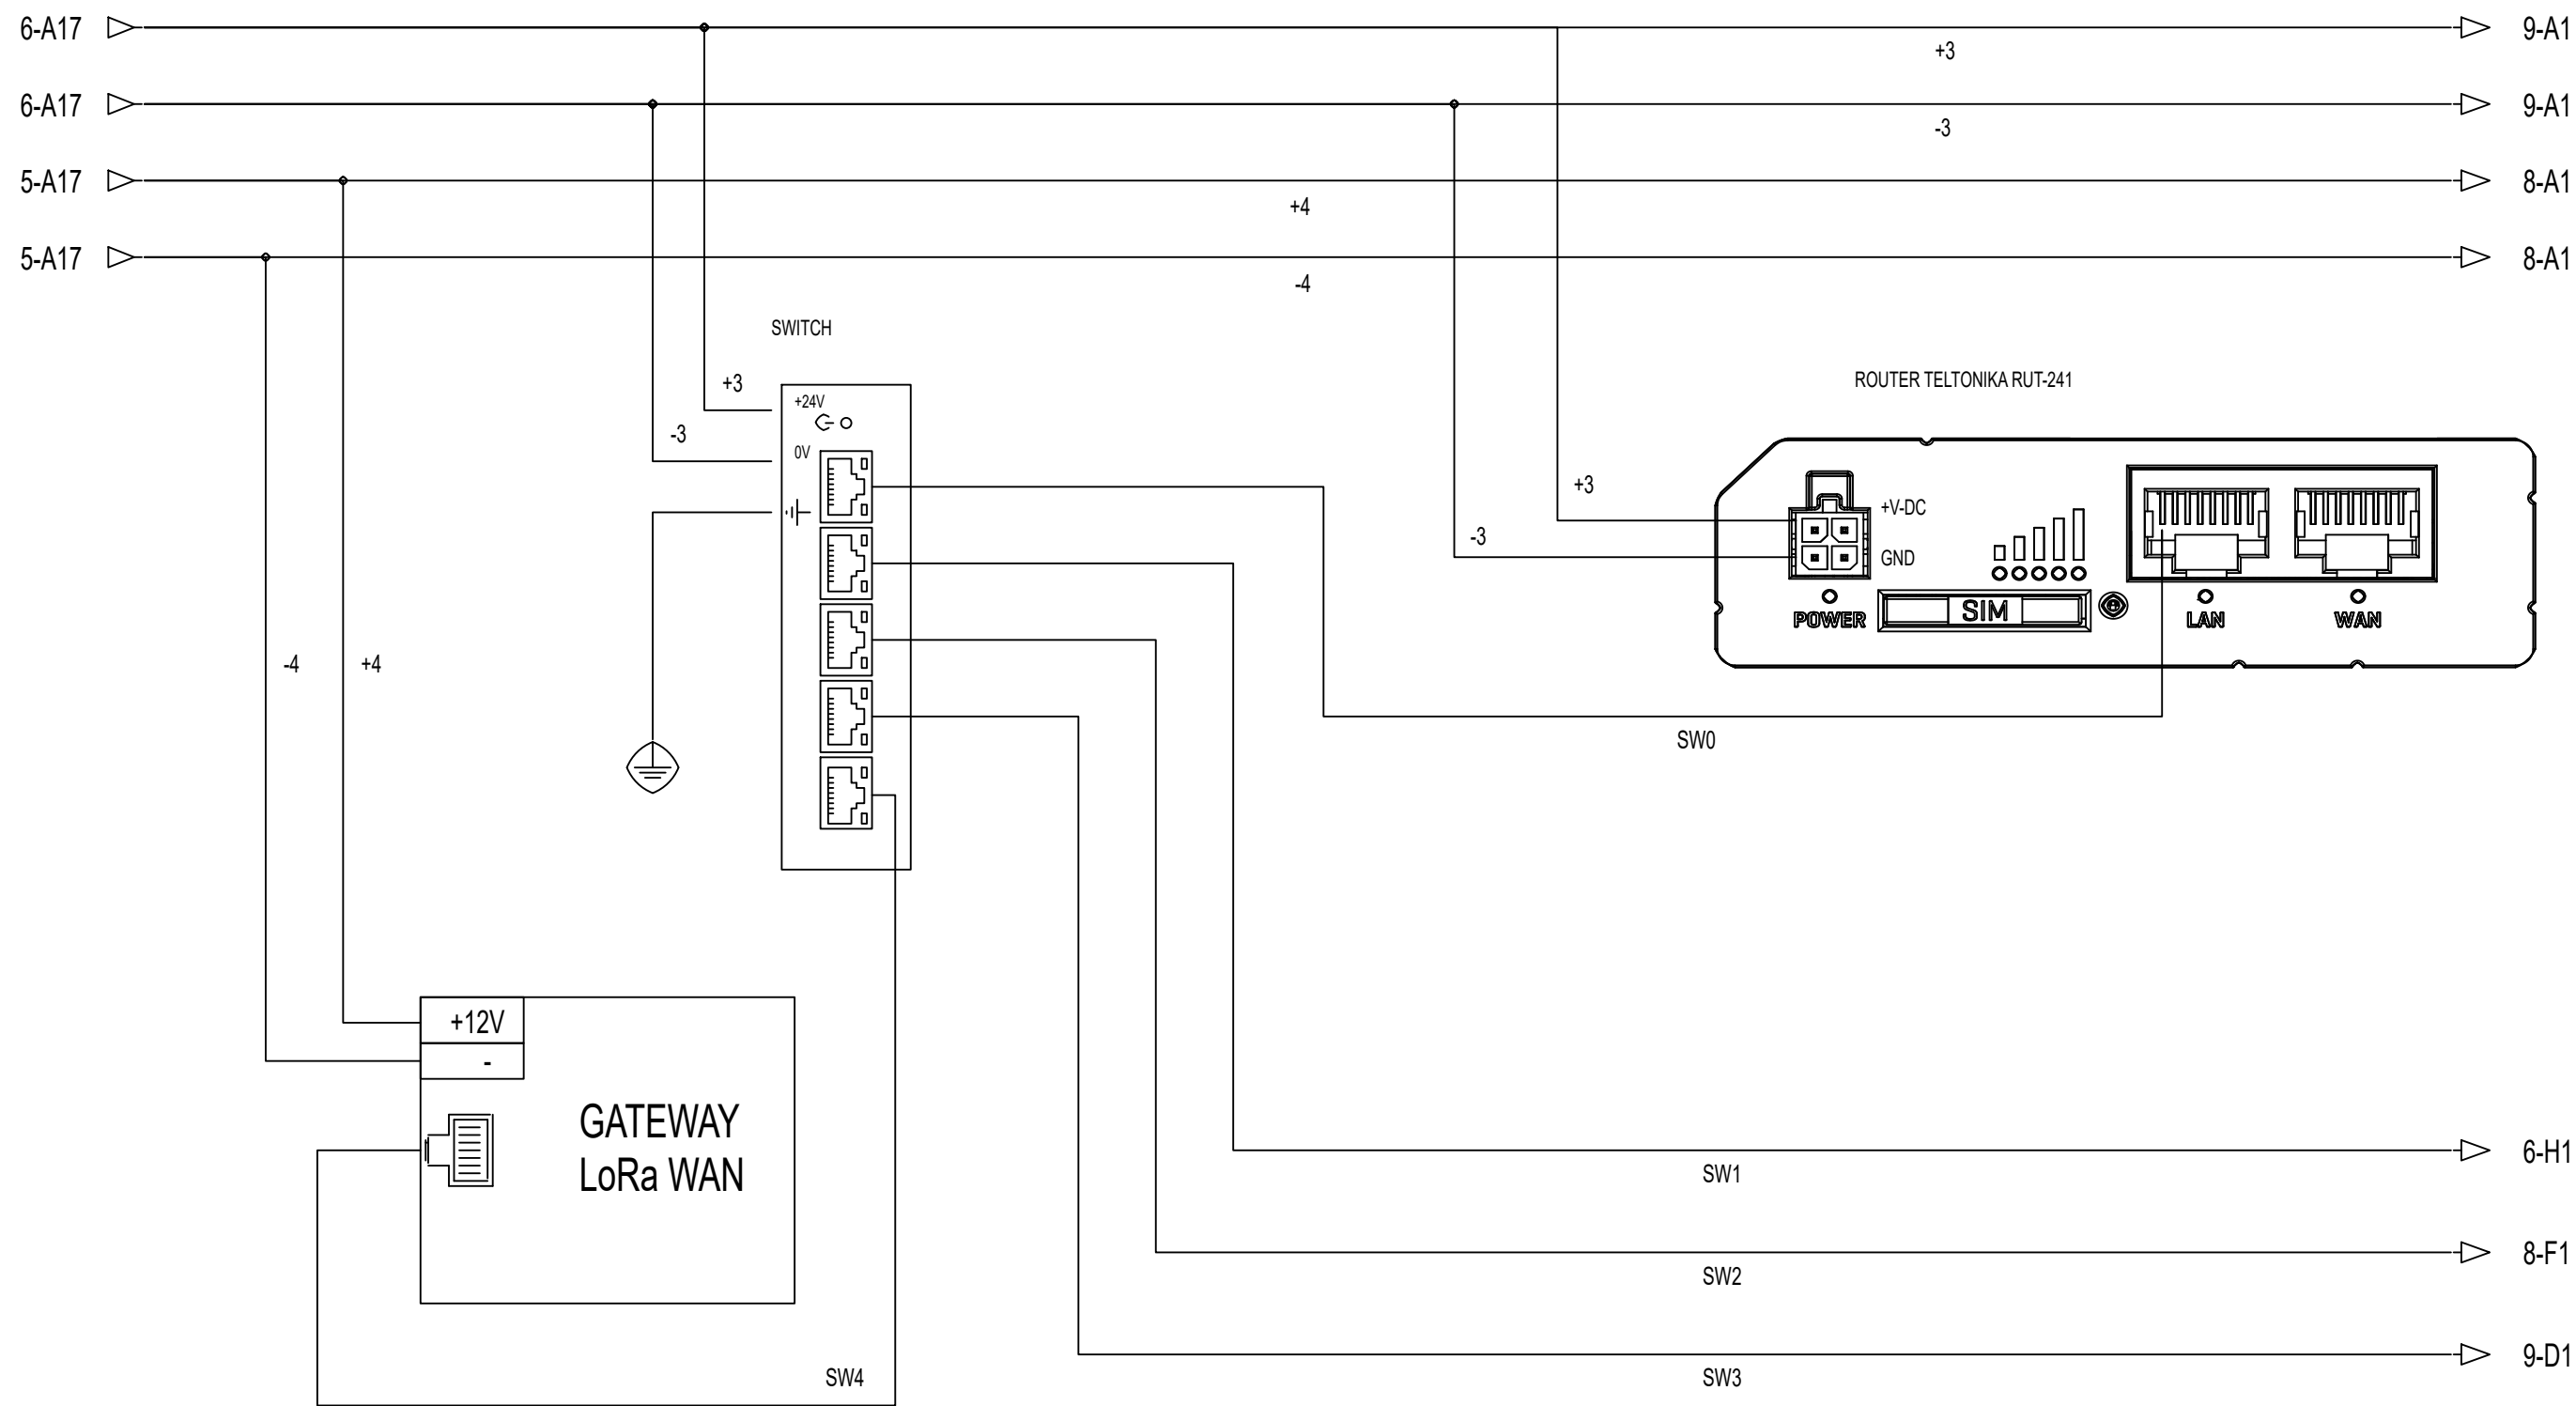 6-A17
9-A1
+3
6-A17
9-A1
-3
5-A17
8-A1
+4
5-A17
8-A1
-4
SWITCH
+3
+24V
-3
0V
ROUTER TELTONIKA RUT-241
+3
+V-DC
-3
GND
SIM
POWER
LAN
WAN
-4
+4
SW0
+12V
-
GATEWAY
LoRa WAN
6-H1
SW1
8-F1
SW2
9-D1
SW4
SW3